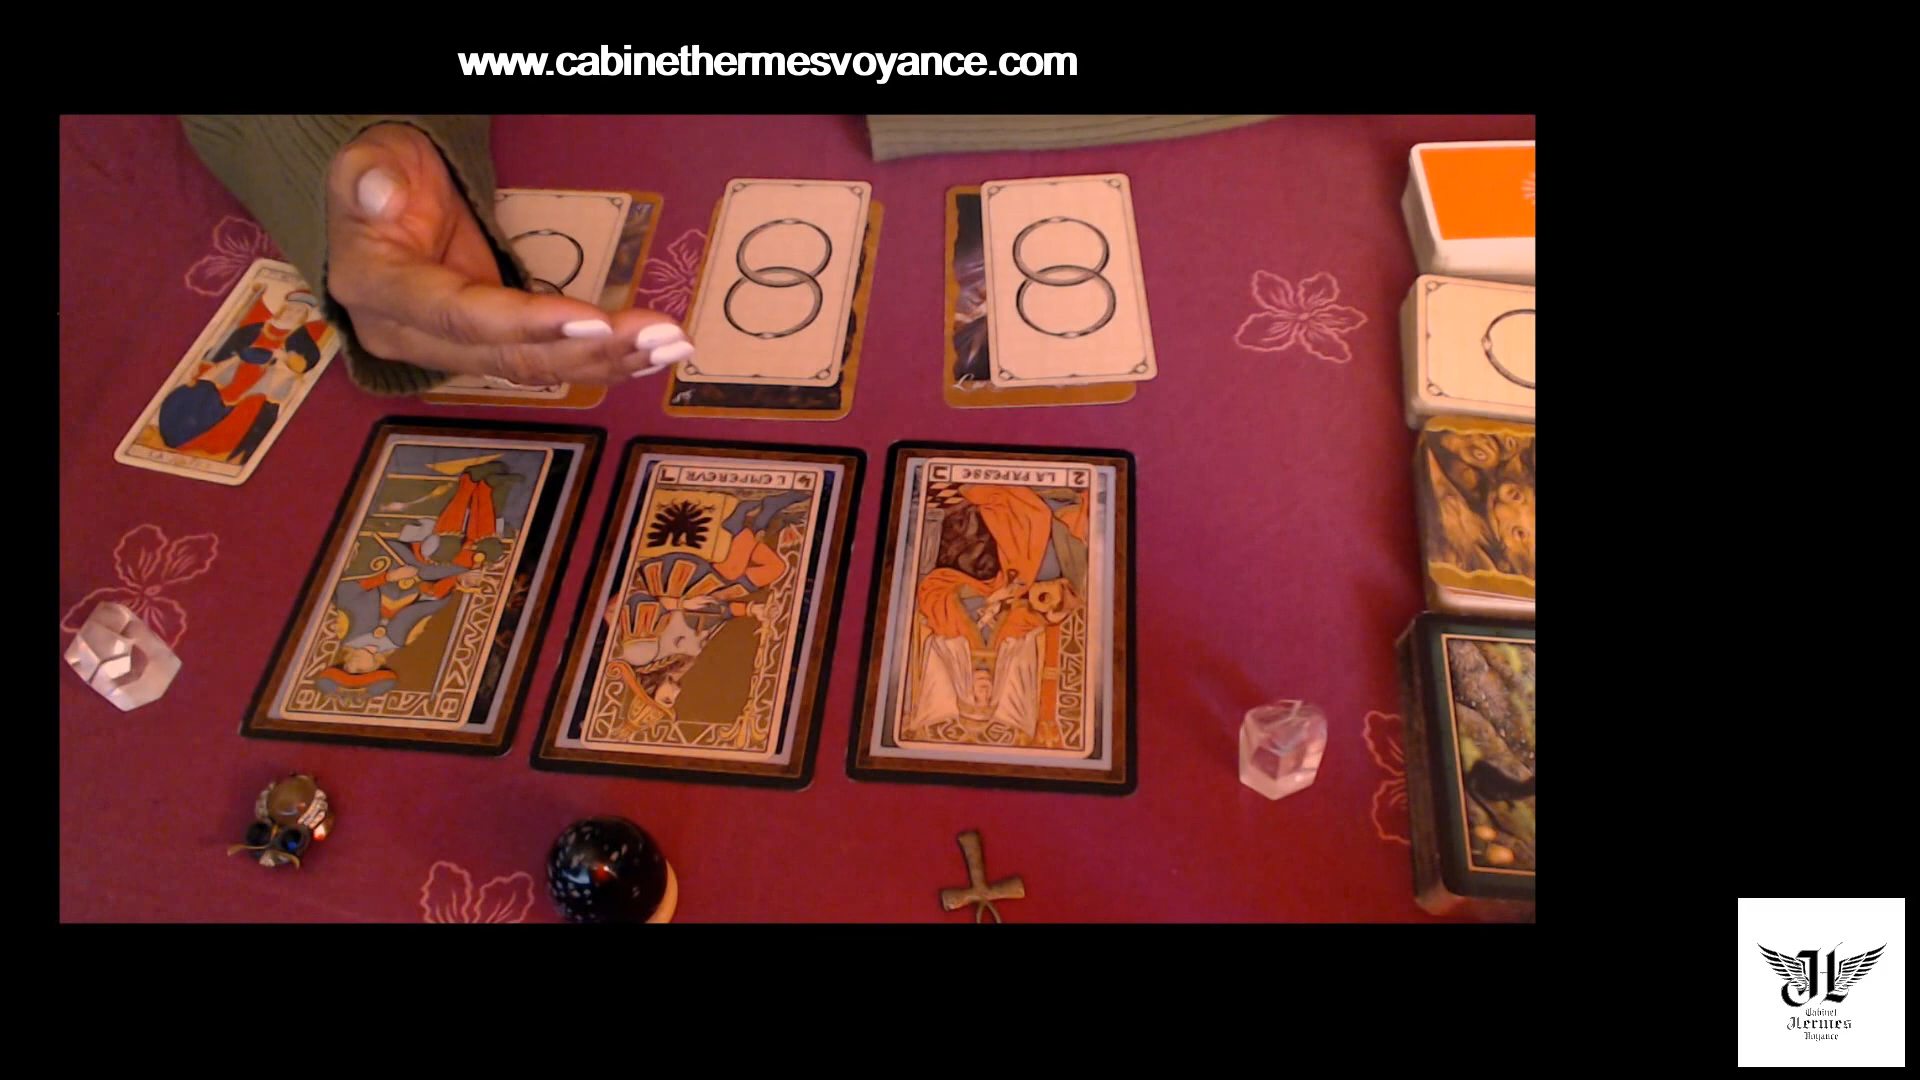 www.cabinethermesvoyance.com
4 L'EMPEREUR ך
2 LA PAPESSE ב
Cabinet
Hermes
Voyance